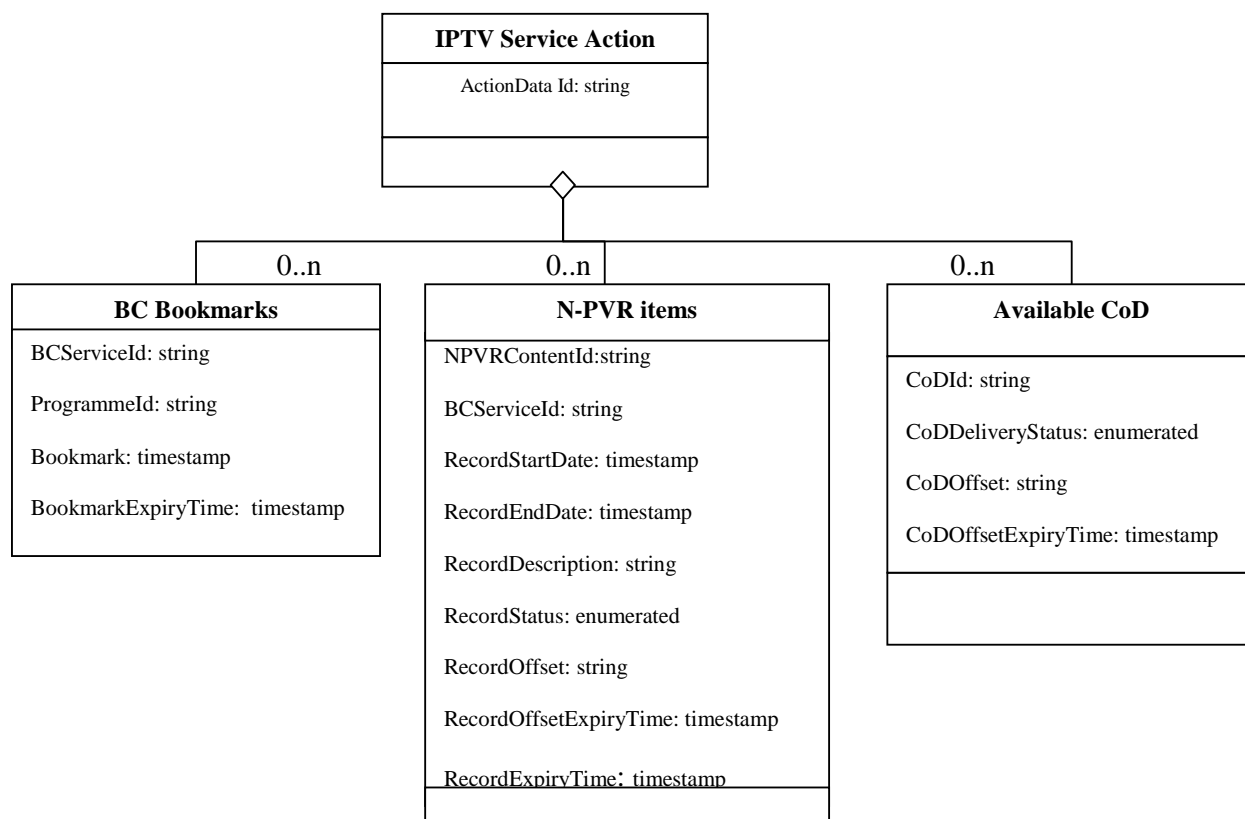 IPTV Service Action
ActionData Id: string
0..n
0..n
0..n
BC Bookmarks
BCServiceId: string
ProgrammeId: string
Bookmark: timestamp
BookmarkExpiryTime:  timestamp
N-PVR items
NPVRContentId:string
BCServiceId: string
RecordStartDate: timestamp
RecordEndDate: timestamp
RecordDescription: string
RecordStatus: enumerated
RecordOffset: string
RecordOffsetExpiryTime: timestamp
RecordExpiryTime: timestamp
Available CoD
CoDId: string
CoDDeliveryStatus: enumerated
CoDOffset: string
CoDOffsetExpiryTime: timestamp